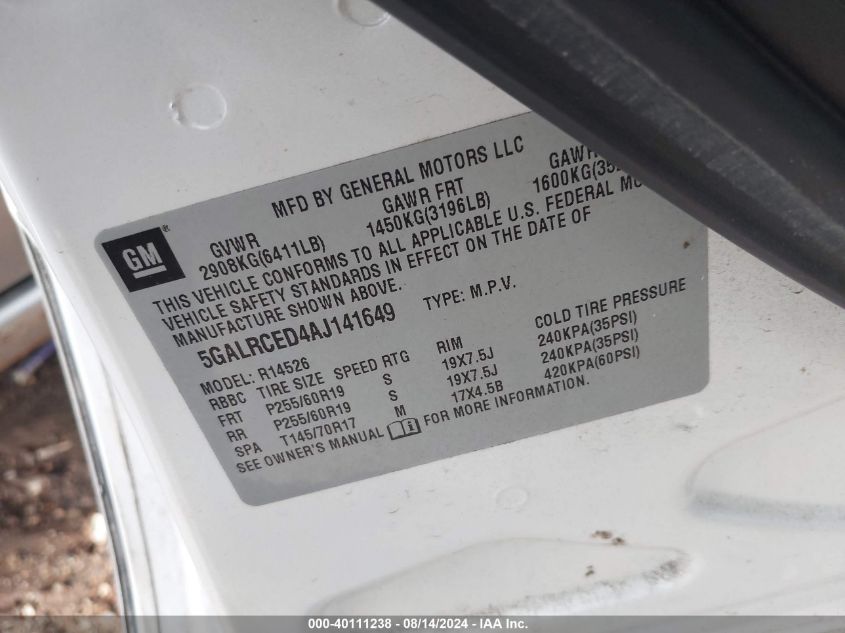 GM ®
MFD BY GENERAL MOTORS LLC
GVWR GAWR FRT
2908KG(6411LB) 1450KG(3196LB) 1600KG
THIS VEHICLE CONFORMS TO ALL APPLICABLE U.S. FEDERAL
VEHICLE SAFETY STANDARDS IN EFFECT ON THE DATE OF
MANUFACTURE SHOWN ABOVE.
5GALRCED4AJ141649 TYPE: M.P.V.
MODEL: R14526
RBBC TIRE SIZE SPEED RTG RIM COLD TIRE PRESSURE
FRT P255/60R19 S 19X7.5J 240KPA(35PSI)
RR P255/60R19 S 19X7.5J 240KPA(35PSI)
SPA T145/70R17 M 17X4.5B 420KPA(60PSI)
SEE OWNER'S MANUAL FOR MORE INFORMATION.
000-40111238 - 08/14/2024 - IAA Inc.